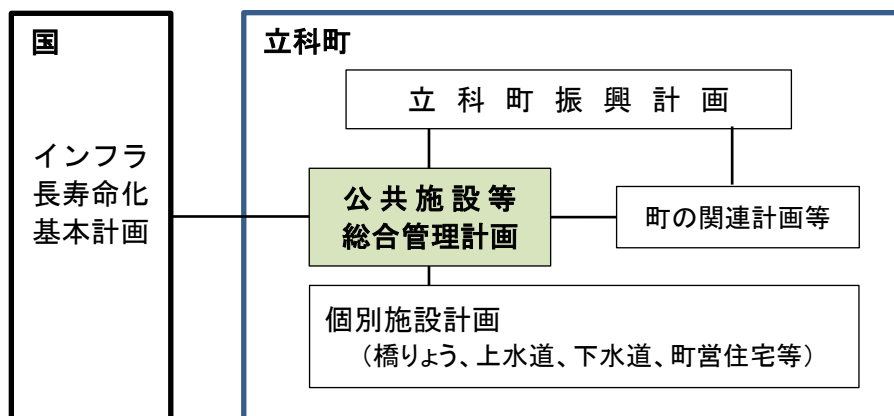 国
インフラ
長寿命化
基本計画
立科町
立科町振興計画
公共施設等
総合管理計画
町の関連計画等
個別施設計画
（橋りょう、上水道、下水道、町営住宅等）